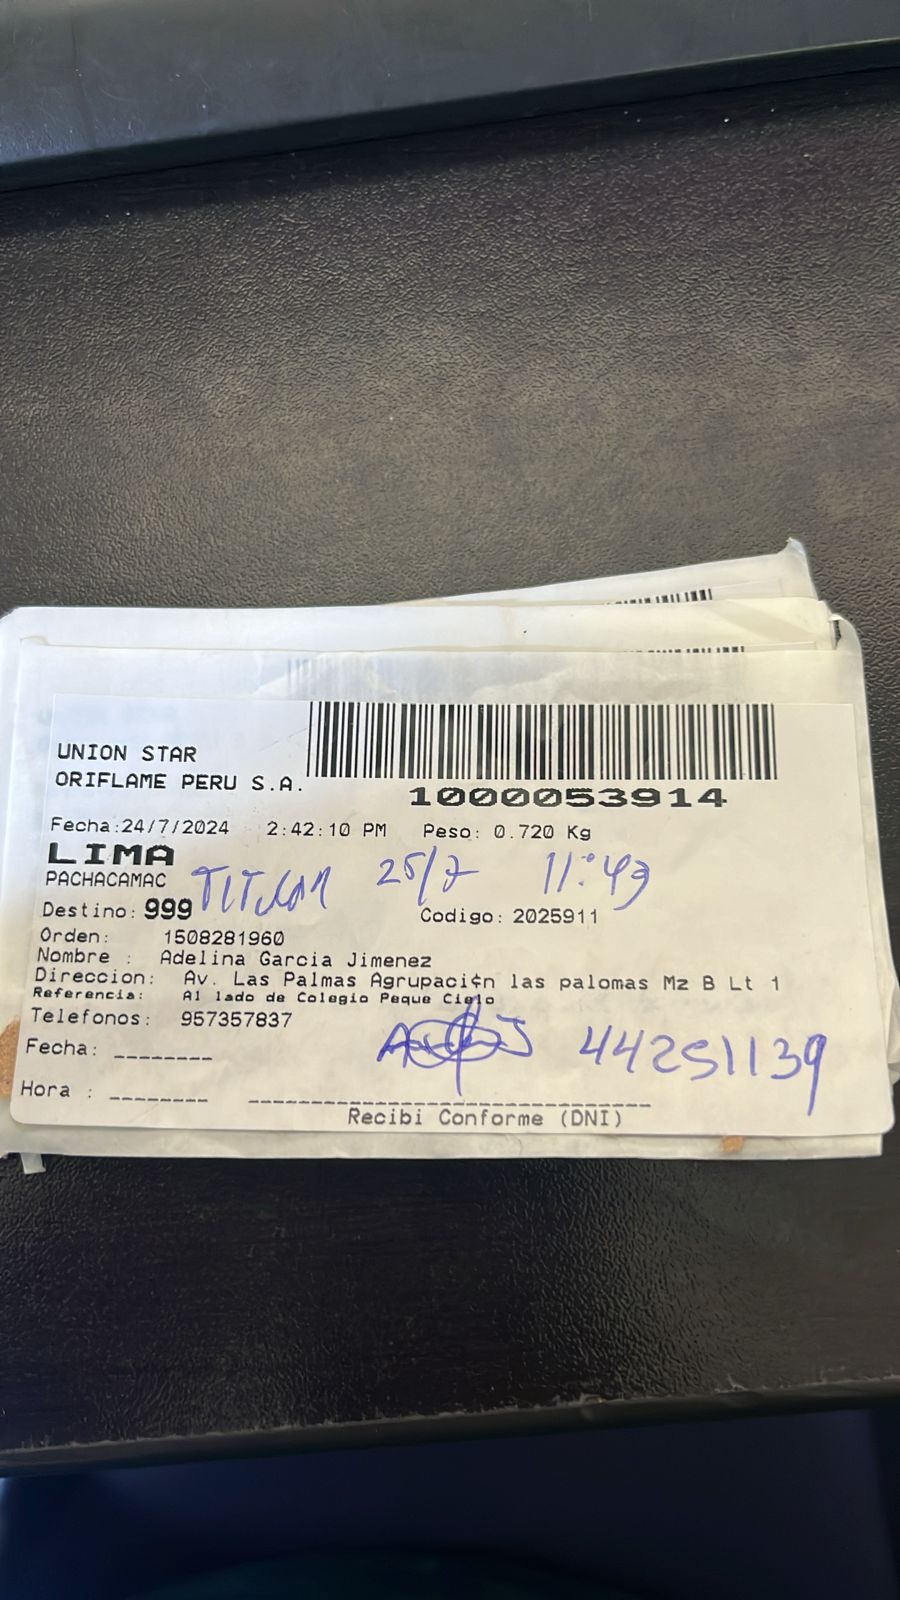 UNION STAR
ORIFLAME PERU S.A.
1000053914
Fecha:24/7/2024 2:42:10 PM Peso: 0.720 Kg
LIMA
PACHACAMAC
25/7 11:49
Destino: 999 Codigo: 2025911
Orden: 1508281960
Nombre : Adelina Garcia Jimenez
Direccion: Av. Las Palmas Agrupaci¢n las palomas Mz B Lt 1
Referencia: Al lado de Colegio Peque Cielo
Telefonos: 957357837
Fecha: ________
44251139
Hora : ________
Recibi Conforme (DNI)